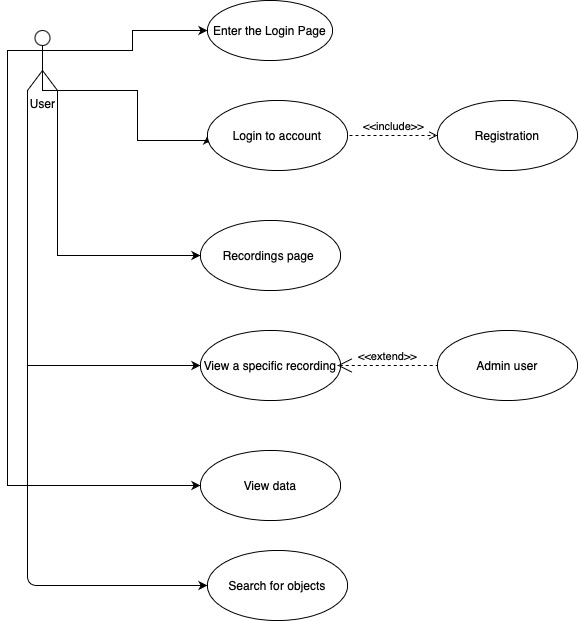 Enter the Login Page
User
Login to account
<<include>>
Registration
Recordings page
View a specific recording
<<extend>>
Admin user
View data
Search for objects